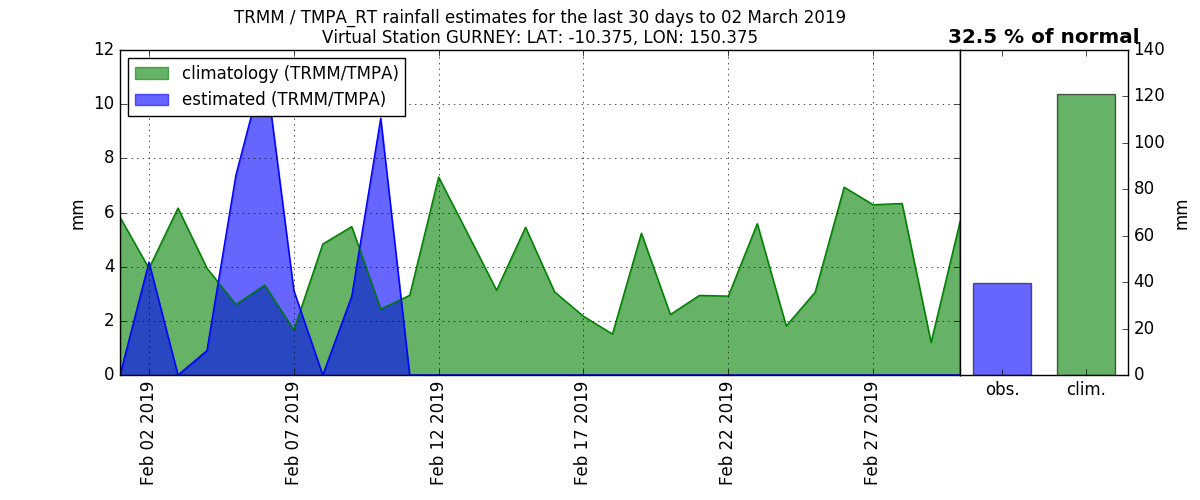 TRMM / TMPA_RT rainfall estimates for the last 30 days to 02 March 2019
Virtual Station GURNEY: LAT: -10.375, LON: 150.375
32.5 % of normal
climatology (TRMM/TMPA)
estimated (TRMM/TMPA)
12
10
8
6
4
2
0
mm
Feb 02 2019
Feb 07 2019
Feb 12 2019
Feb 17 2019
Feb 22 2019
Feb 27 2019
140
120
100
80
60
40
20
0
mm
obs.
clim.